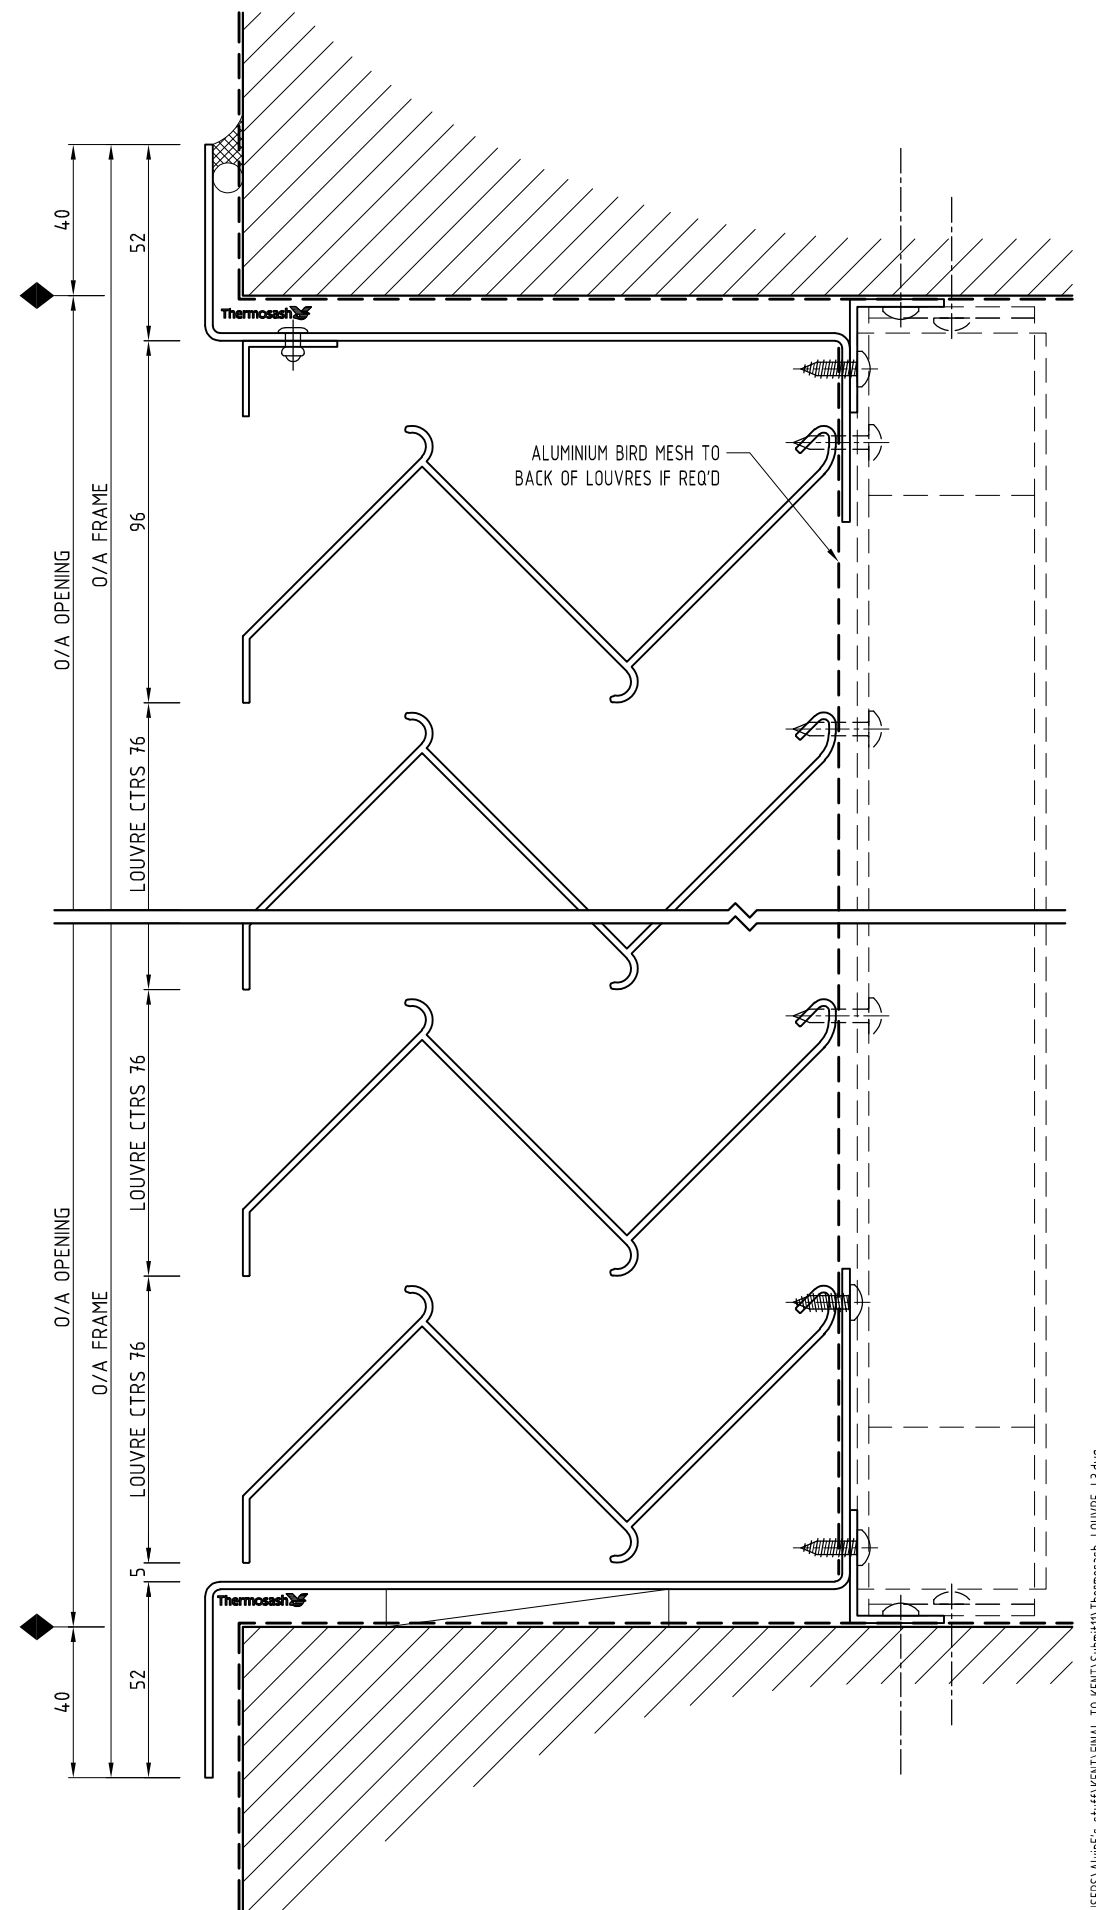 40
52
Thermosash
O/A OPENING
O/A FRAME
96
ALUMINIUM BIRD MESH TO
BACK OF LOUVRES IF REQ'D
LOUVRE CTRS 76
LOUVRE CTRS 76
O/A OPENING
O/A FRAME
LOUVRE CTRS 76
5
Thermosash
52
40